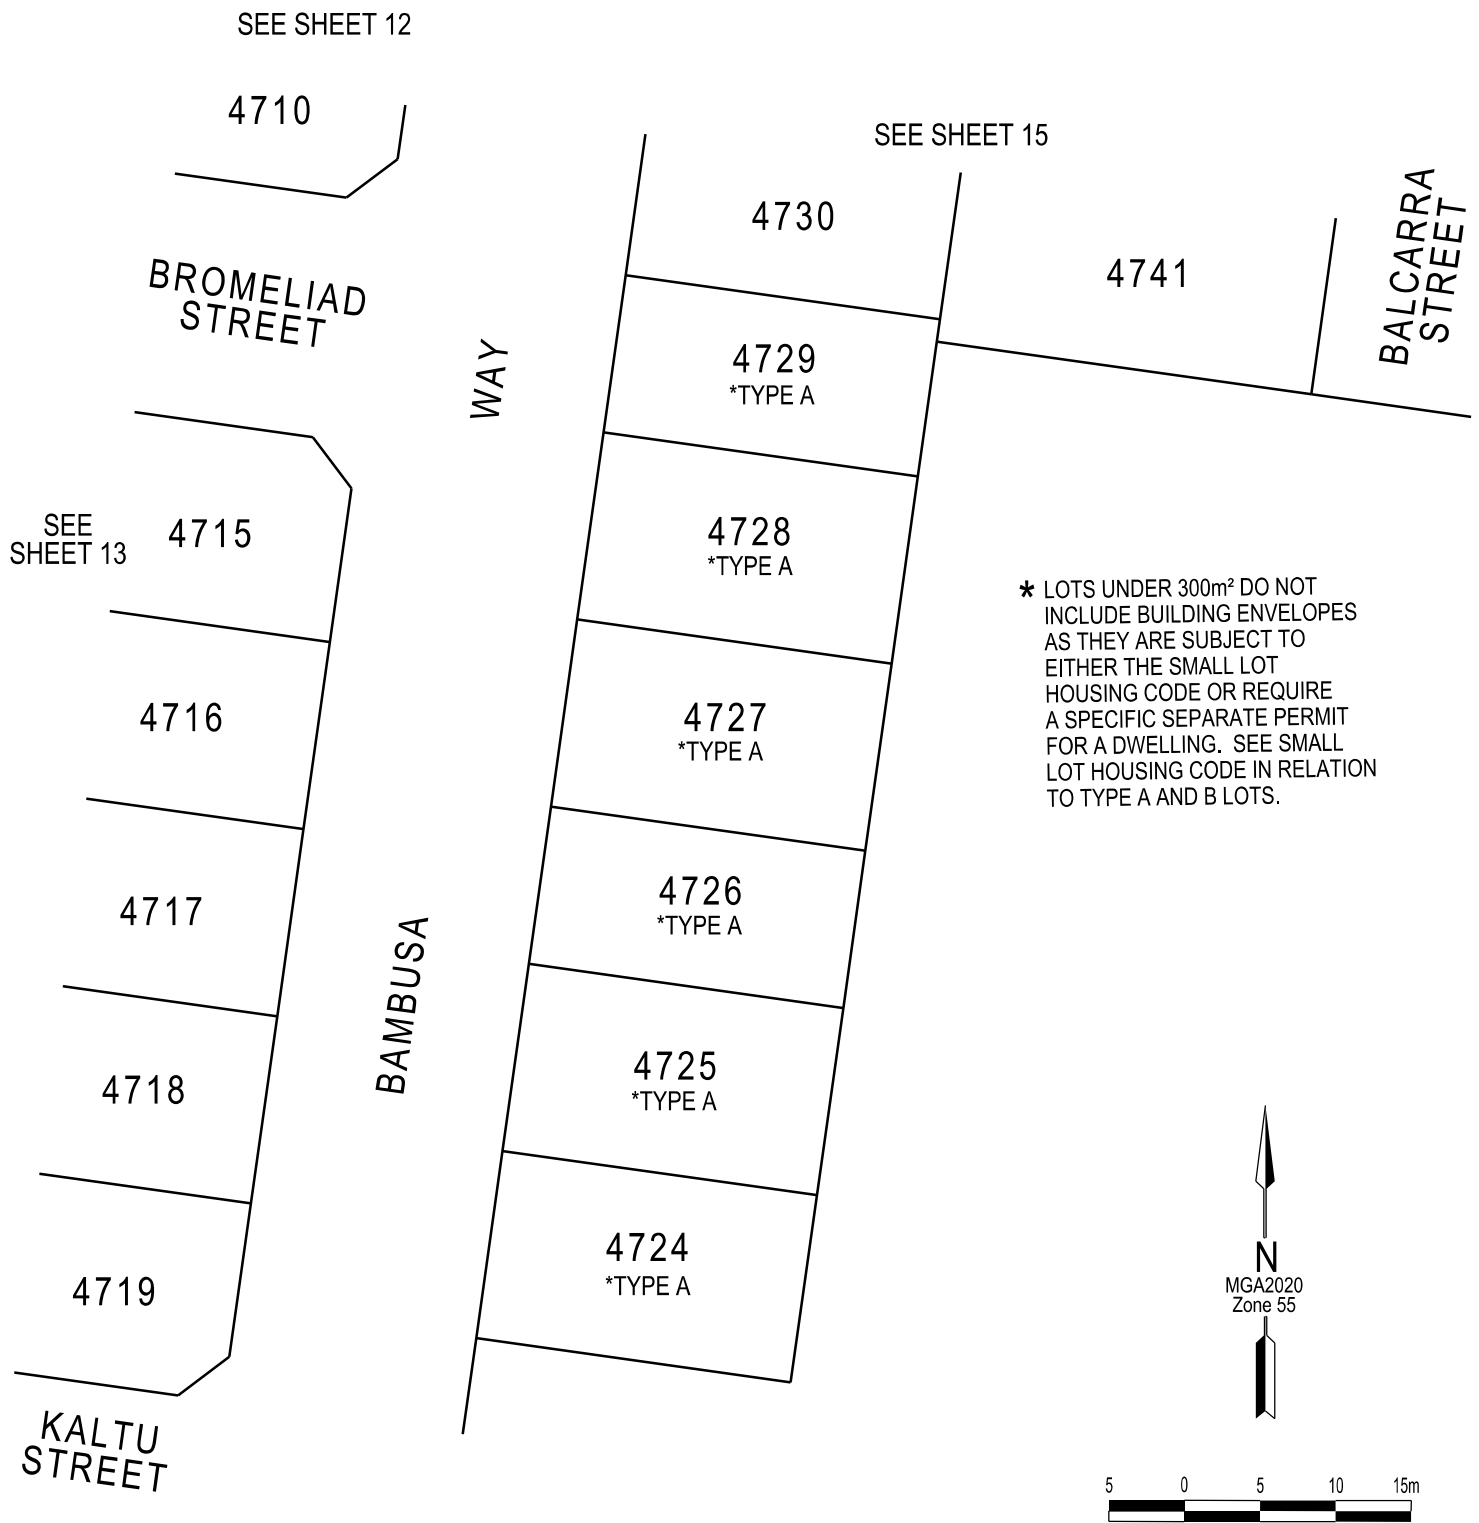 SEE SHEET 12
4710
SEE SHEET 15
4730
4741
BALCARRA
STREET
BROMELIAD
STREET
WAY
4729
*TYPE A
SEE
SHEET 13
4715
4728
*TYPE A
* LOTS UNDER 300m² DO NOT
INCLUDE BUILDING ENVELOPES
AS THEY ARE SUBJECT TO
EITHER THE SMALL LOT
HOUSING CODE OR REQUIRE
A SPECIFIC SEPARATE PERMIT
FOR A DWELLING. SEE SMALL
LOT HOUSING CODE IN RELATION
TO TYPE A AND B LOTS.
4716
4727
*TYPE A
4717
4726
*TYPE A
BAMBUSA
4718
4725
*TYPE A
4719
4724
*TYPE A
N
MGA2020
Zone 55
KALTU
STREET
5 0 5 10 15m